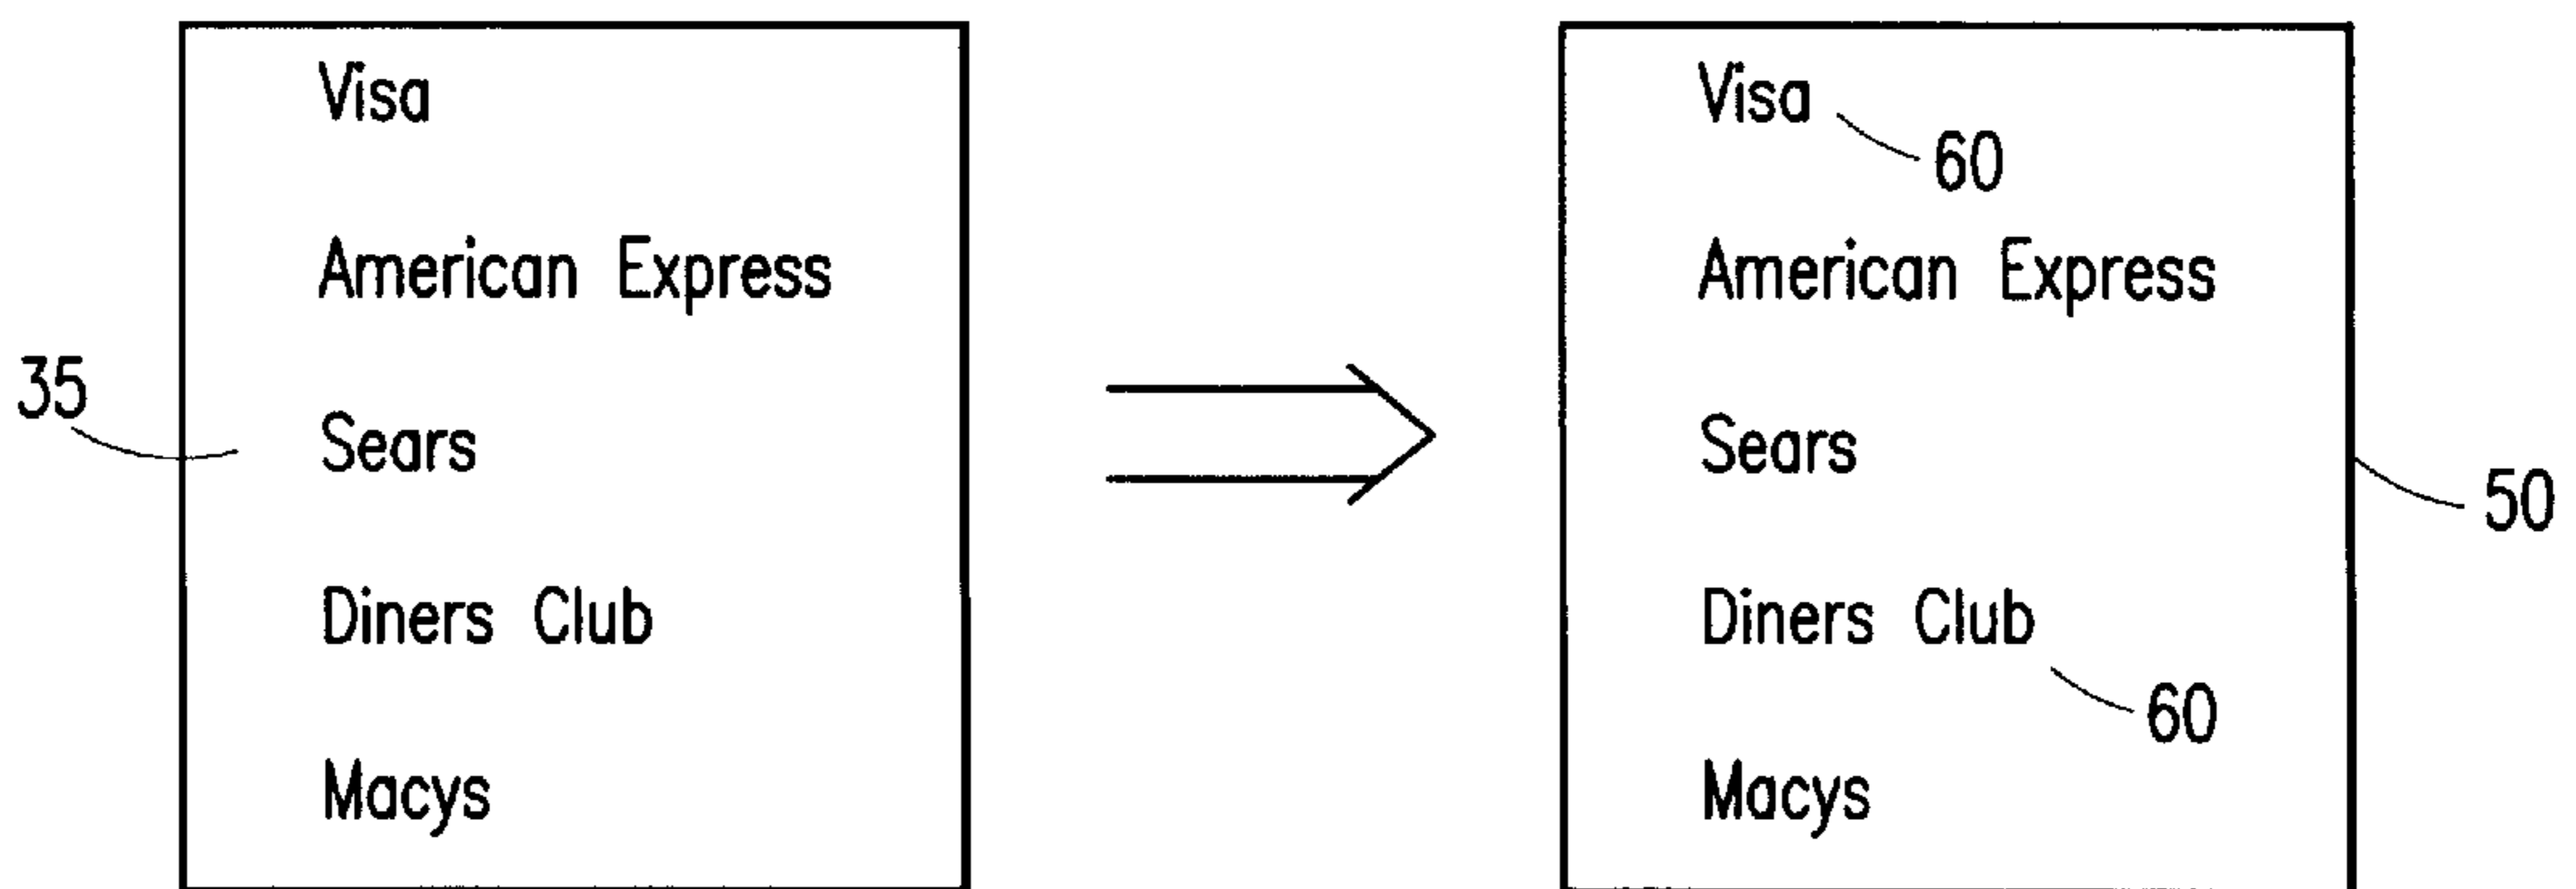 Visa
American Express
35
Sears
Diners Club
Macys
Visa
60
American Express
Sears
50
Diners Club
60
Macys